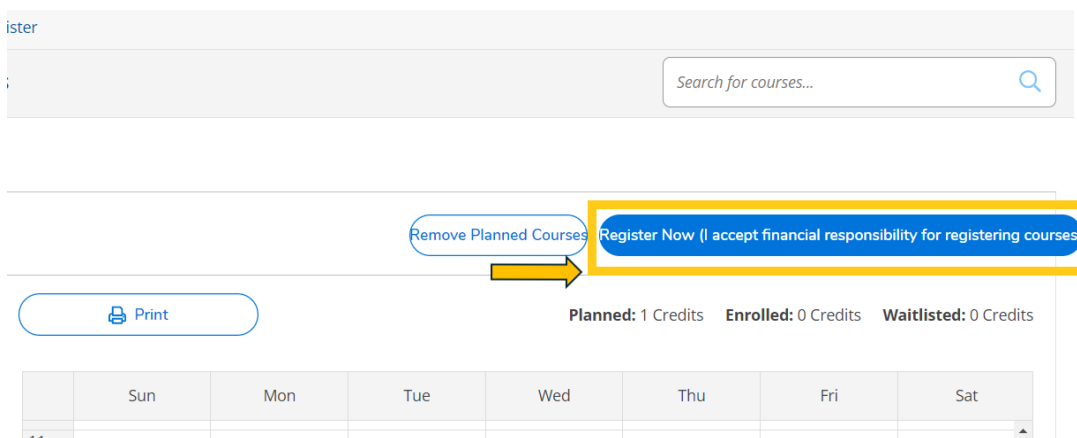 ister
s
Search for courses...
Remove Planned Courses
Register Now (I accept financial responsibility for registering courses
Print
Planned: 1 Credits Enrolled: 0 Credits Waitlisted: 0 Credits
Sun Mon Tue Wed Thu Fri Sat